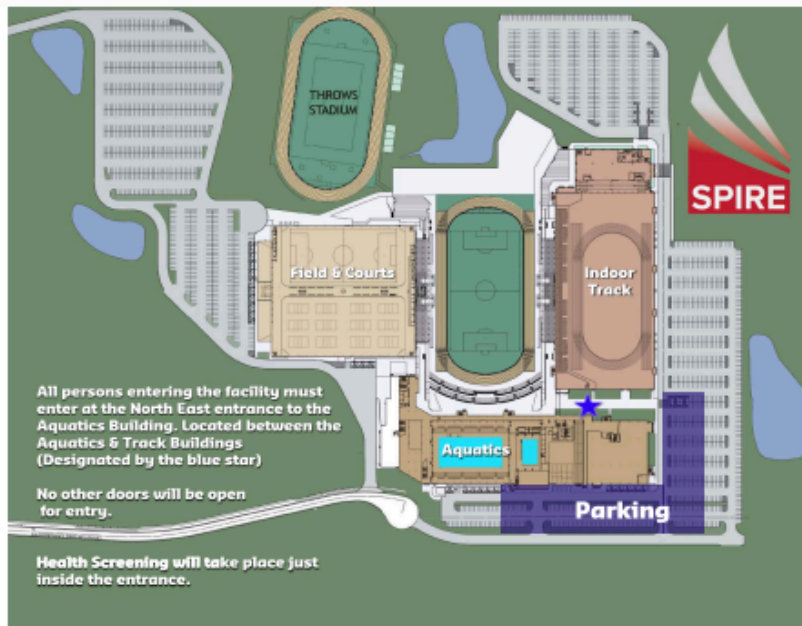 THROWS
STADIUM
SPIRE
Field & Courts
Indoor
Track
All persons entering the facility must
enter at the North East entrance to the
Aquatics Building. Located between the
Aquatics & Track Buildings
(Designated by the blue star)
Aquatics
No other doors will be open
for entry.
Parking
Health Screening will take place just
inside the entrance.